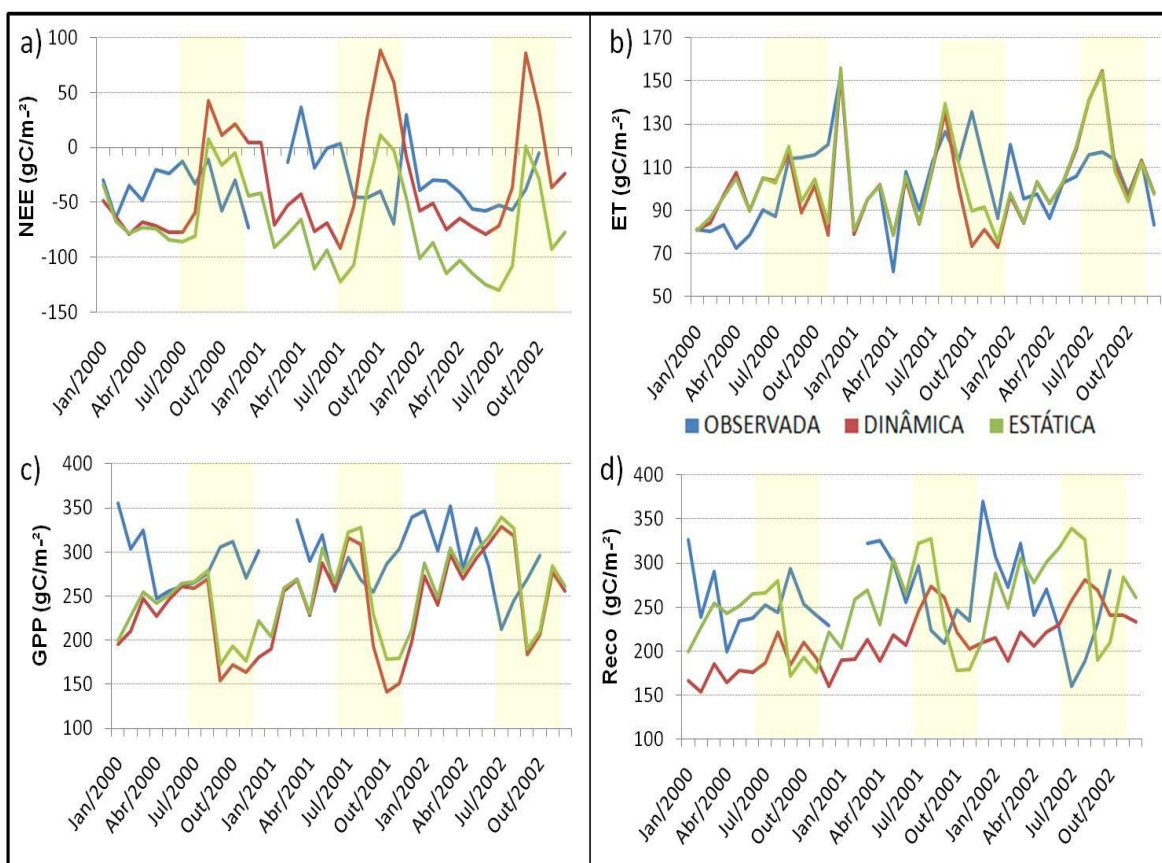 a)
NEE (gC/m-²)
100
50
0
-50
-100
-150
Jan/2000
Abr/2000
Jul/2000
Out/2000
Jan/2001
Abr/2001
Jul/2001
Out/2001
Jan/2002
Abr/2002
Jul/2002
Out/2002
b)
ET (gC/m-²)
170
150
130
110
90
70
50
Jan/2000
Abr/2000
Jul/2000
Out/2000
Jan/2001
Abr/2001
Jul/2001
Out/2001
Jan/2002
Abr/2002
Jul/2002
Out/2002
OBSERVADA DINÂMICA ESTÁTICA
c)
GPP (gC/m-²)
400
350
300
250
200
150
100
Jan/2000
Abr/2000
Jul/2000
Out/2000
Jan/2001
Abr/2001
Jul/2001
Out/2001
Jan/2002
Abr/2002
Jul/2002
Out/2002
d)
Reco (gC/m-²)
400
350
300
250
200
150
100
Jan/2000
Abr/2000
Jul/2000
Out/2000
Jan/2001
Abr/2001
Jul/2001
Out/2001
Jan/2002
Abr/2002
Jul/2002
Out/2002